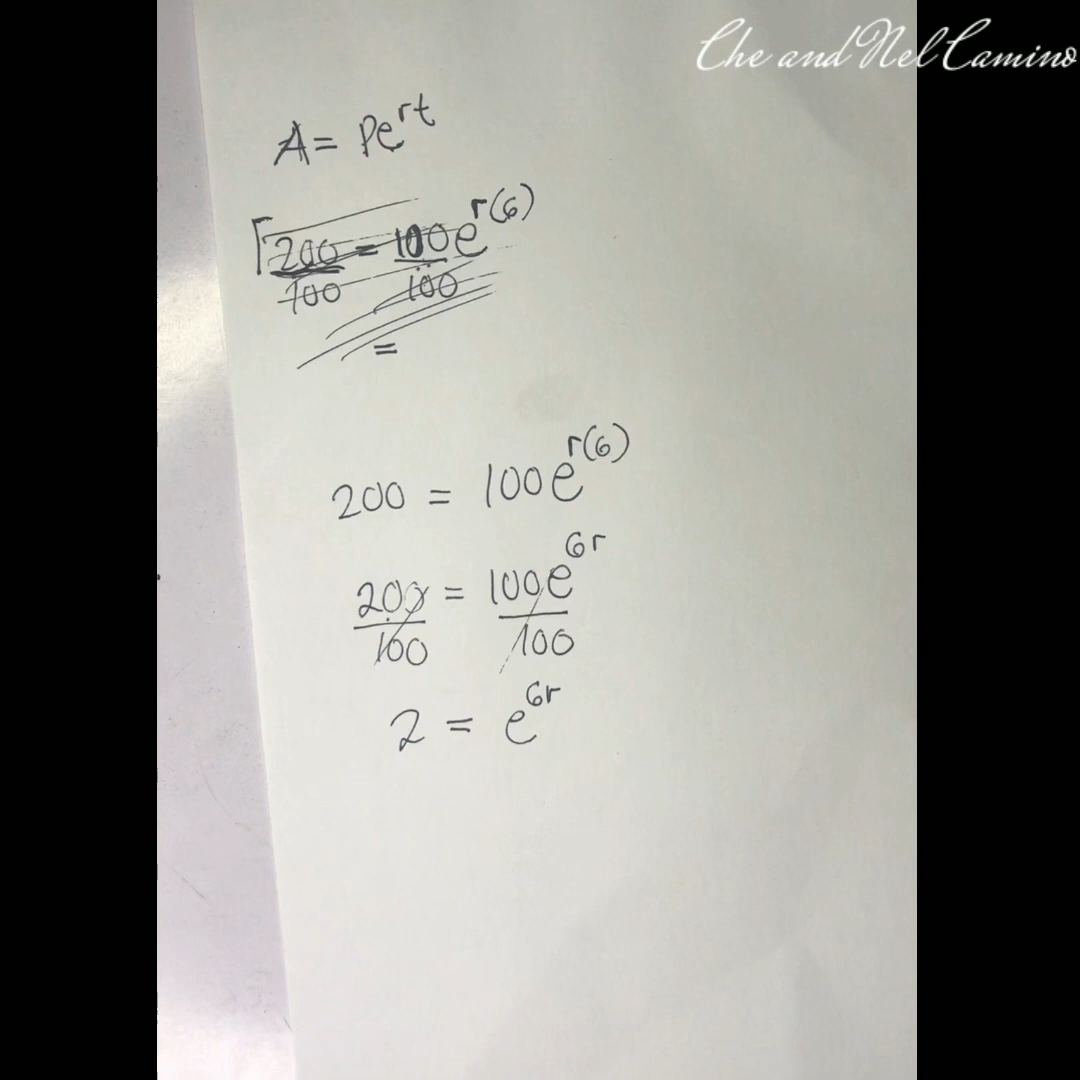 Che and Nel Camino
A = Pe^rt
200 = 100e^r(6)
100 100
=
200 = 100e^r(6)
200 = 100e^6r
100 100
2 = e^6r